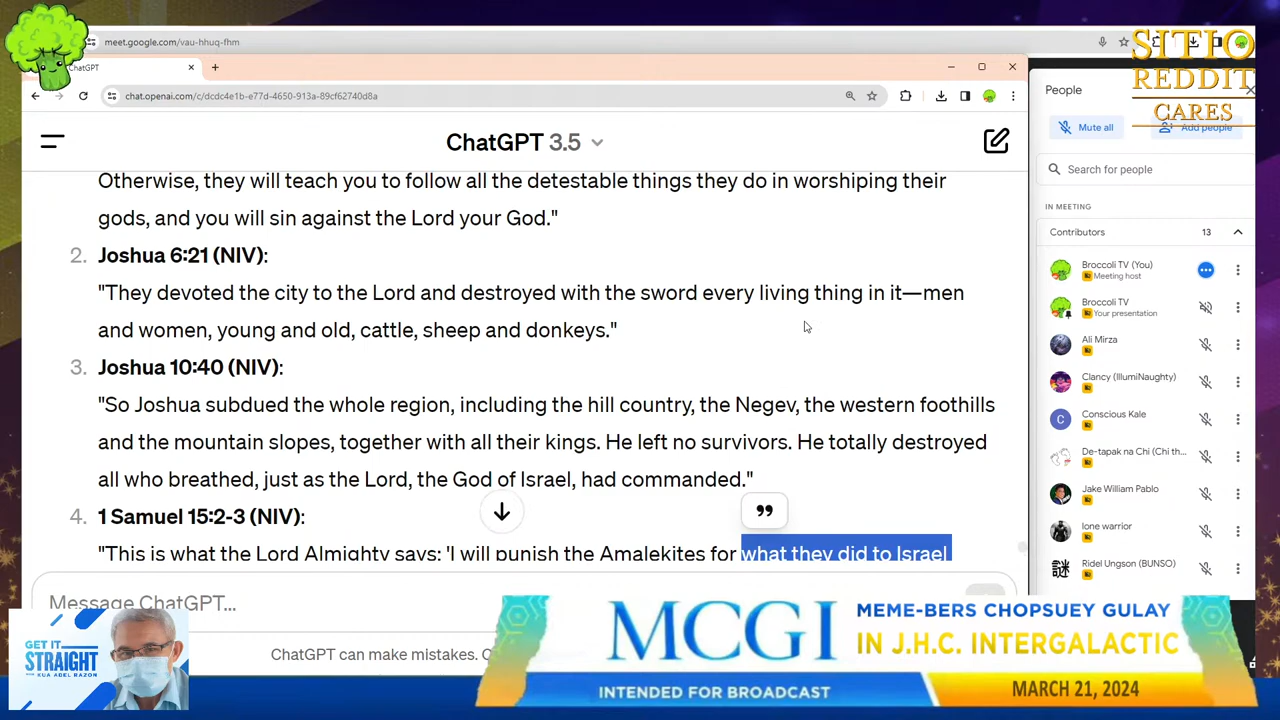 meet.google.com/vau-hhuq-fhm
ChatGPT
chat.openai.com/c/dcdc4e1b-e77d-4650-913a-89cf62740d8a
ChatGPT 3.5
Otherwise, they will teach you to follow all the detestable things they do in worshiping their
gods, and you will sin against the Lord your God."
2. Joshua 6:21 (NIV):
"They devoted the city to the Lord and destroyed with the sword every living thing in it—men
and women, young and old, cattle, sheep and donkeys."
3. Joshua 10:40 (NIV):
"So Joshua subdued the whole region, including the hill country, the Negev, the western foothills
and the mountain slopes, together with all their kings. He left no survivors. He totally destroyed
all who breathed, just as the Lord, the God of Israel, had commanded."
4. 1 Samuel 15:2-3 (NIV):
"This is what the Lord Almighty says: 'I will punish the Amalekites for what they did to Israel
Message ChatGPT...
ChatGPT can make mistakes.
SITIO
REDDIT
CARES
People
Mute all
Add people
Search for people
IN MEETING
Contributors 13
Broccoli TV (You)
Meeting host
Broccoli TV
Your presentation
Ali Mirza
Clancy (IllumiNaughty)
C
Conscious Kale
De-tapak na Chi (Chi th...
Jake William Pablo
lone warrior
Ridel Ungson (BUNSO)
GET IT
STRAIGHT
WITH KUA ADEL RAZON
MCGI
MEME-BERS CHOPSUEY GULAY
IN J.H.C. INTERGALACTIC
INTENDED FOR BROADCAST
MARCH 21, 2024